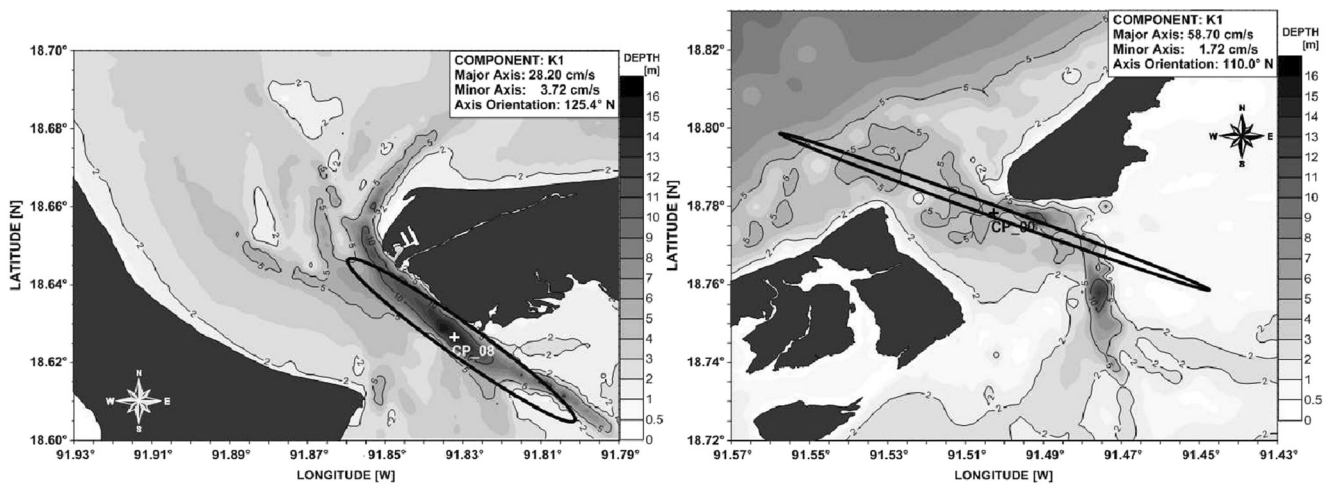 COMPONENT: K1
Major Axis: 28.20 cm/s
Minor Axis: 3.72 cm/s
Axis Orientation: 125.4° N
DEPTH
[m]
16
15
14
13
12
11
10
9
8
7
6
5
4
3
2
1
0.5
0
18.70°
18.68°
18.66°
18.64°
18.62°
18.60°
LATITUDE [N]
CP_08
N
W E
S
91.93 91.91° 91.89° 91.87° 91.85° 91.83° 91.81° 91.79°
LONGITUDE [W]
COMPONENT: K1
Major Axis: 58.70 cm/s
Minor Axis: 1.72 cm/s
Axis Orientation: 110.0° N
DEPTH
[m]
16
15
14
13
12
11
10
9
8
7
6
5
4
3
2
1
0.5
0
18.82°
18.80°
18.78°
18.76°
18.74°
18.72°
LATITUDE [N]
N
W E
S
91.57° 91.55° 91.53° 91.51° 91.49° 91.47° 91.45° 91.43°
LONGITUDE [W]